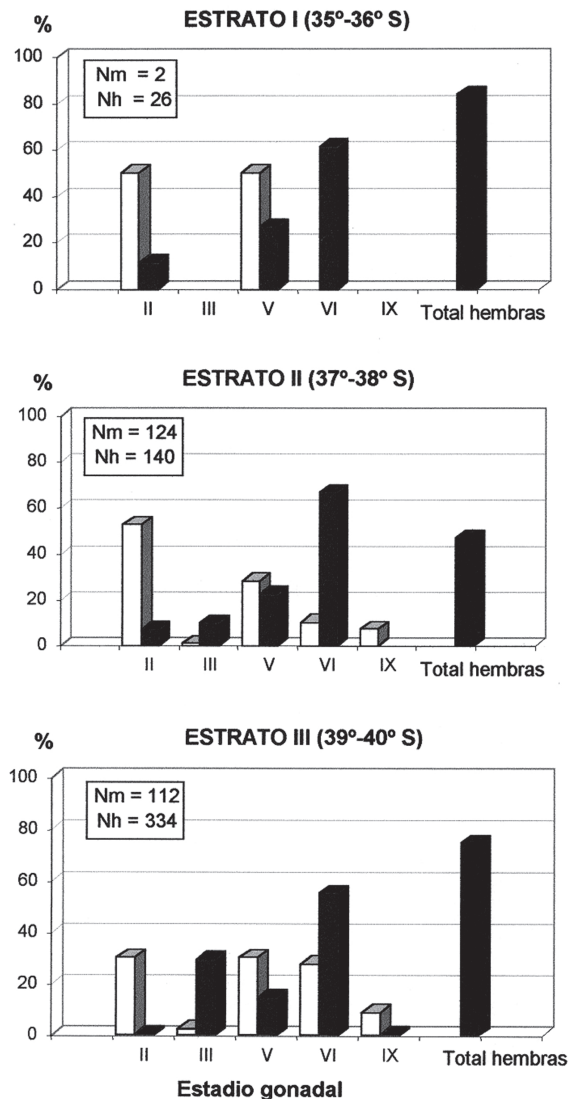 ESTRATO I (35º-36º S)
%
100
Nm = 2
Nh = 26
80
60
40
20
0
II III V VI IX Total hembras
ESTRATO II (37º-38º S)
%
100
Nm = 124
Nh = 140
80
60
40
20
0
II III V VI IX Total hembras
ESTRATO III (39º-40º S)
%
100
Nm = 112
Nh = 334
80
60
40
20
0
II III V VI IX Total hembras
Estadio gonadal